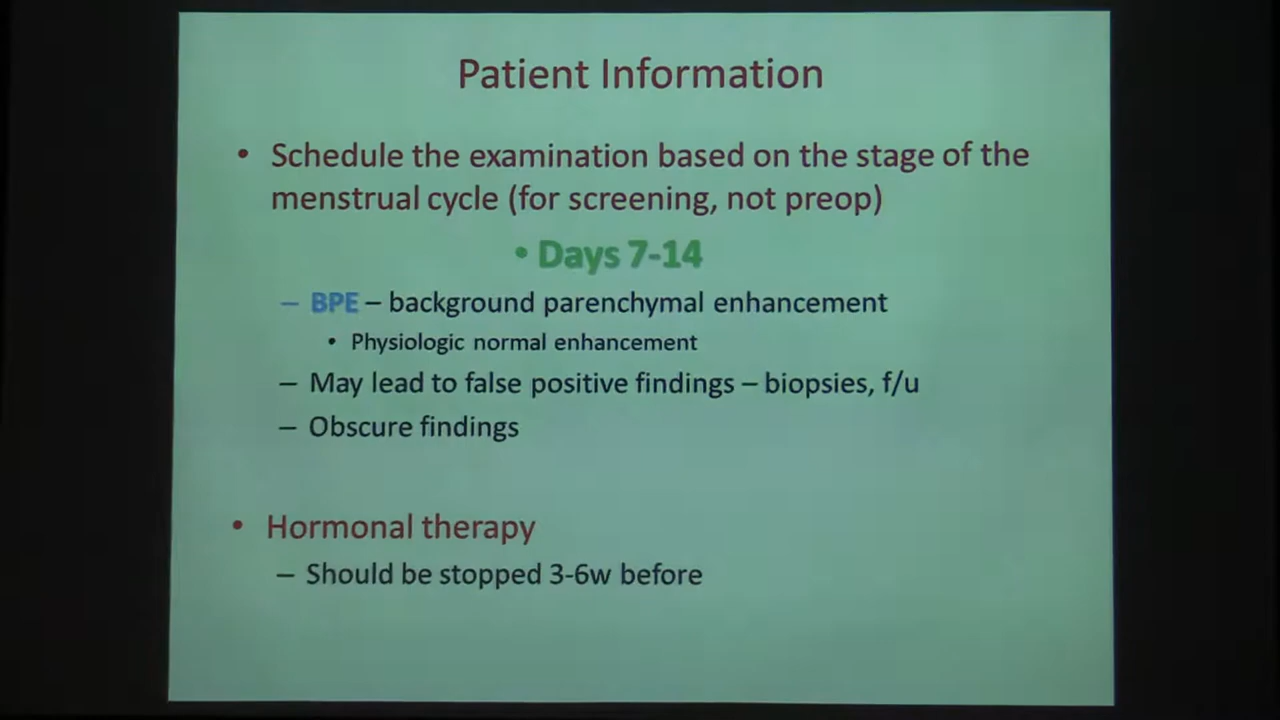 Patient Information
• Schedule the examination based on the stage of the
menstrual cycle (for screening, not preop)
• Days 7-14
– BPE – background parenchymal enhancement
• Physiologic normal enhancement
– May lead to false positive findings – biopsies, f/u
– Obscure findings
• Hormonal therapy
– Should be stopped 3-6w before